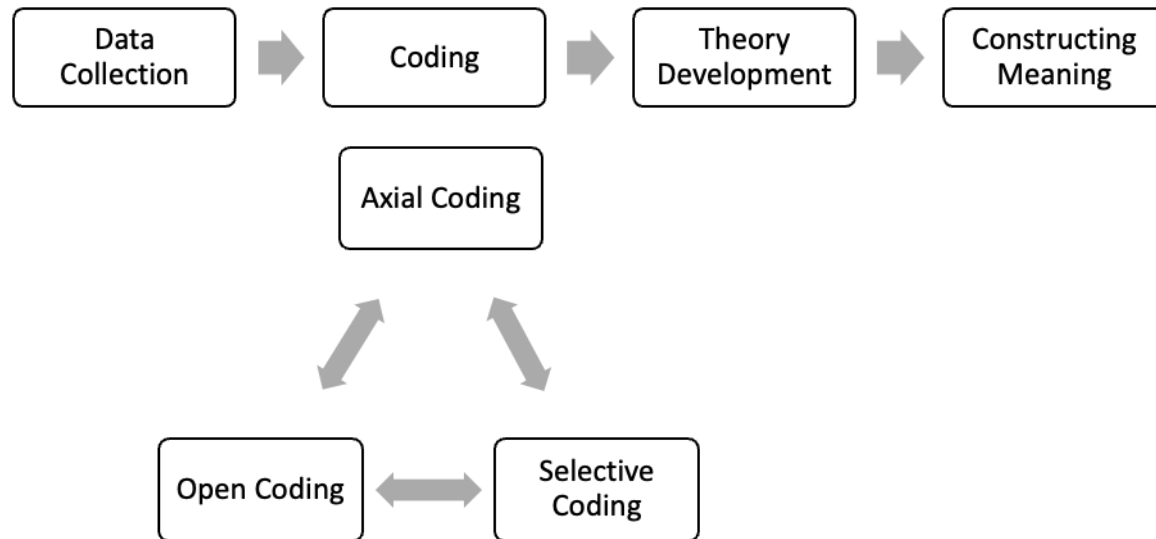 Data
Collection
Coding
Theory
Development
Constructing
Meaning
Axial Coding
Open Coding
Selective
Coding